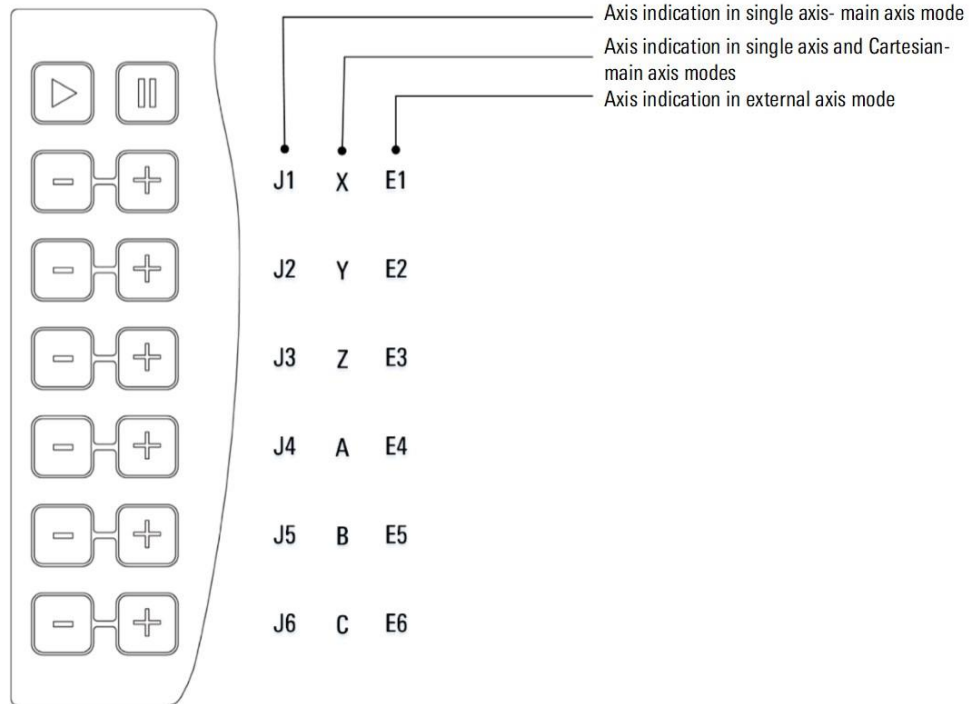 Axis indication in single axis- main axis mode
Axis indication in single axis and Cartesian-
main axis modes
Axis indication in external axis mode
J1 X E1
J2 Y E2
J3 Z E3
J4 A E4
J5 B E5
J6 C E6